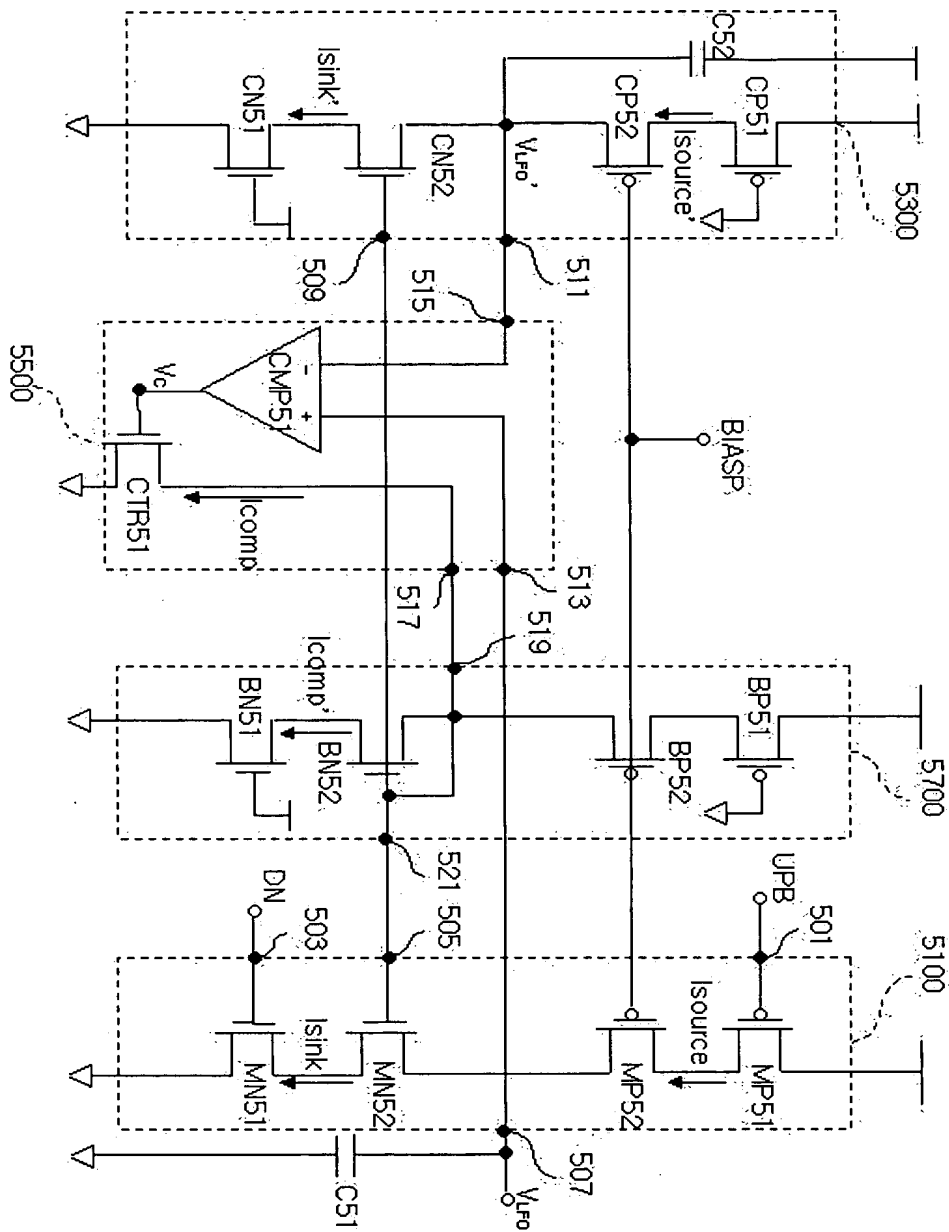 5300
5700
5100
C52
CP51
Isource'
CP52
VLFO'
CN52
Isink'
CN51
509
511
515
5500
CMP51
-
+
Vc
CTR51
Icomp
BIASP
513
517
519
BP51
BP52
Icomp'
BN52
BN51
521
UPB
501
DN
503
505
MP51
Isource
MP52
MN52
Isink
MN51
507
C51
VLFO